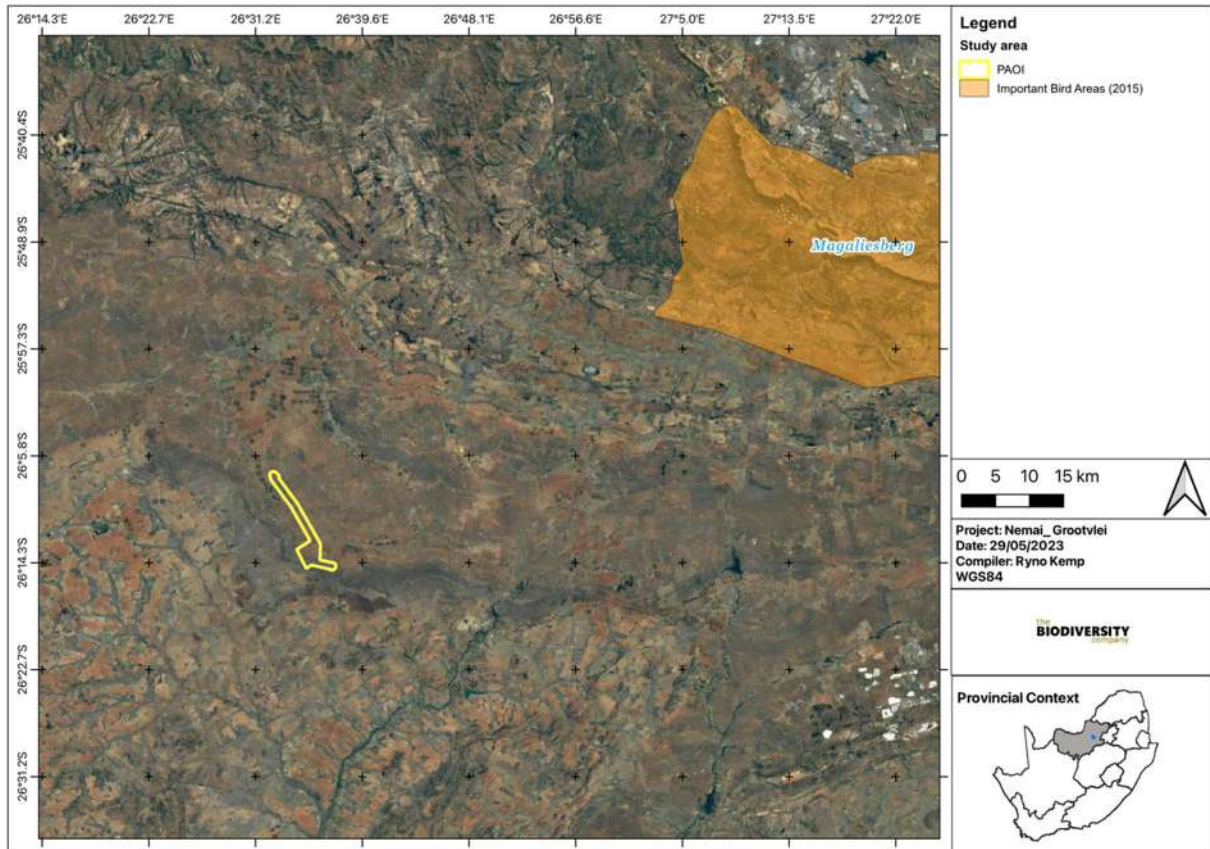 26°14.3'E 26°22.7'E 26°31.2'E 26°39.6'E 26°48.1'E 26°56.6'E 27°5.0'E 27°13.5'E 27°22.0'E
25°40.4'S
25°48.9'S
25°57.3'S
26°5.8'S
26°14.3'S
26°22.7'S
26°31.2'S
Magaliesberg
Legend
Study area
PAOI
Important Bird Areas (2015)
0 5 10 15 km
Project: Nemai_Grootvlei
Date: 29/05/2023
Compiler: Ryno Kemp
WGS84
the
BIODIVERSITY
company
Provincial Context